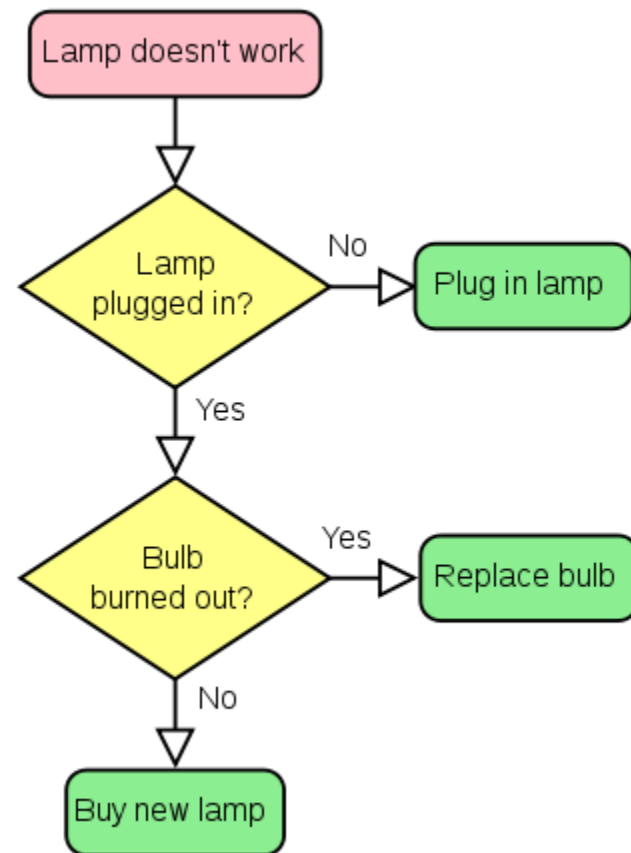 Lamp doesn't work
Lamp
plugged in?
No
Plug in lamp
Yes
Bulb
burned out?
Yes
Replace bulb
No
Buy new lamp